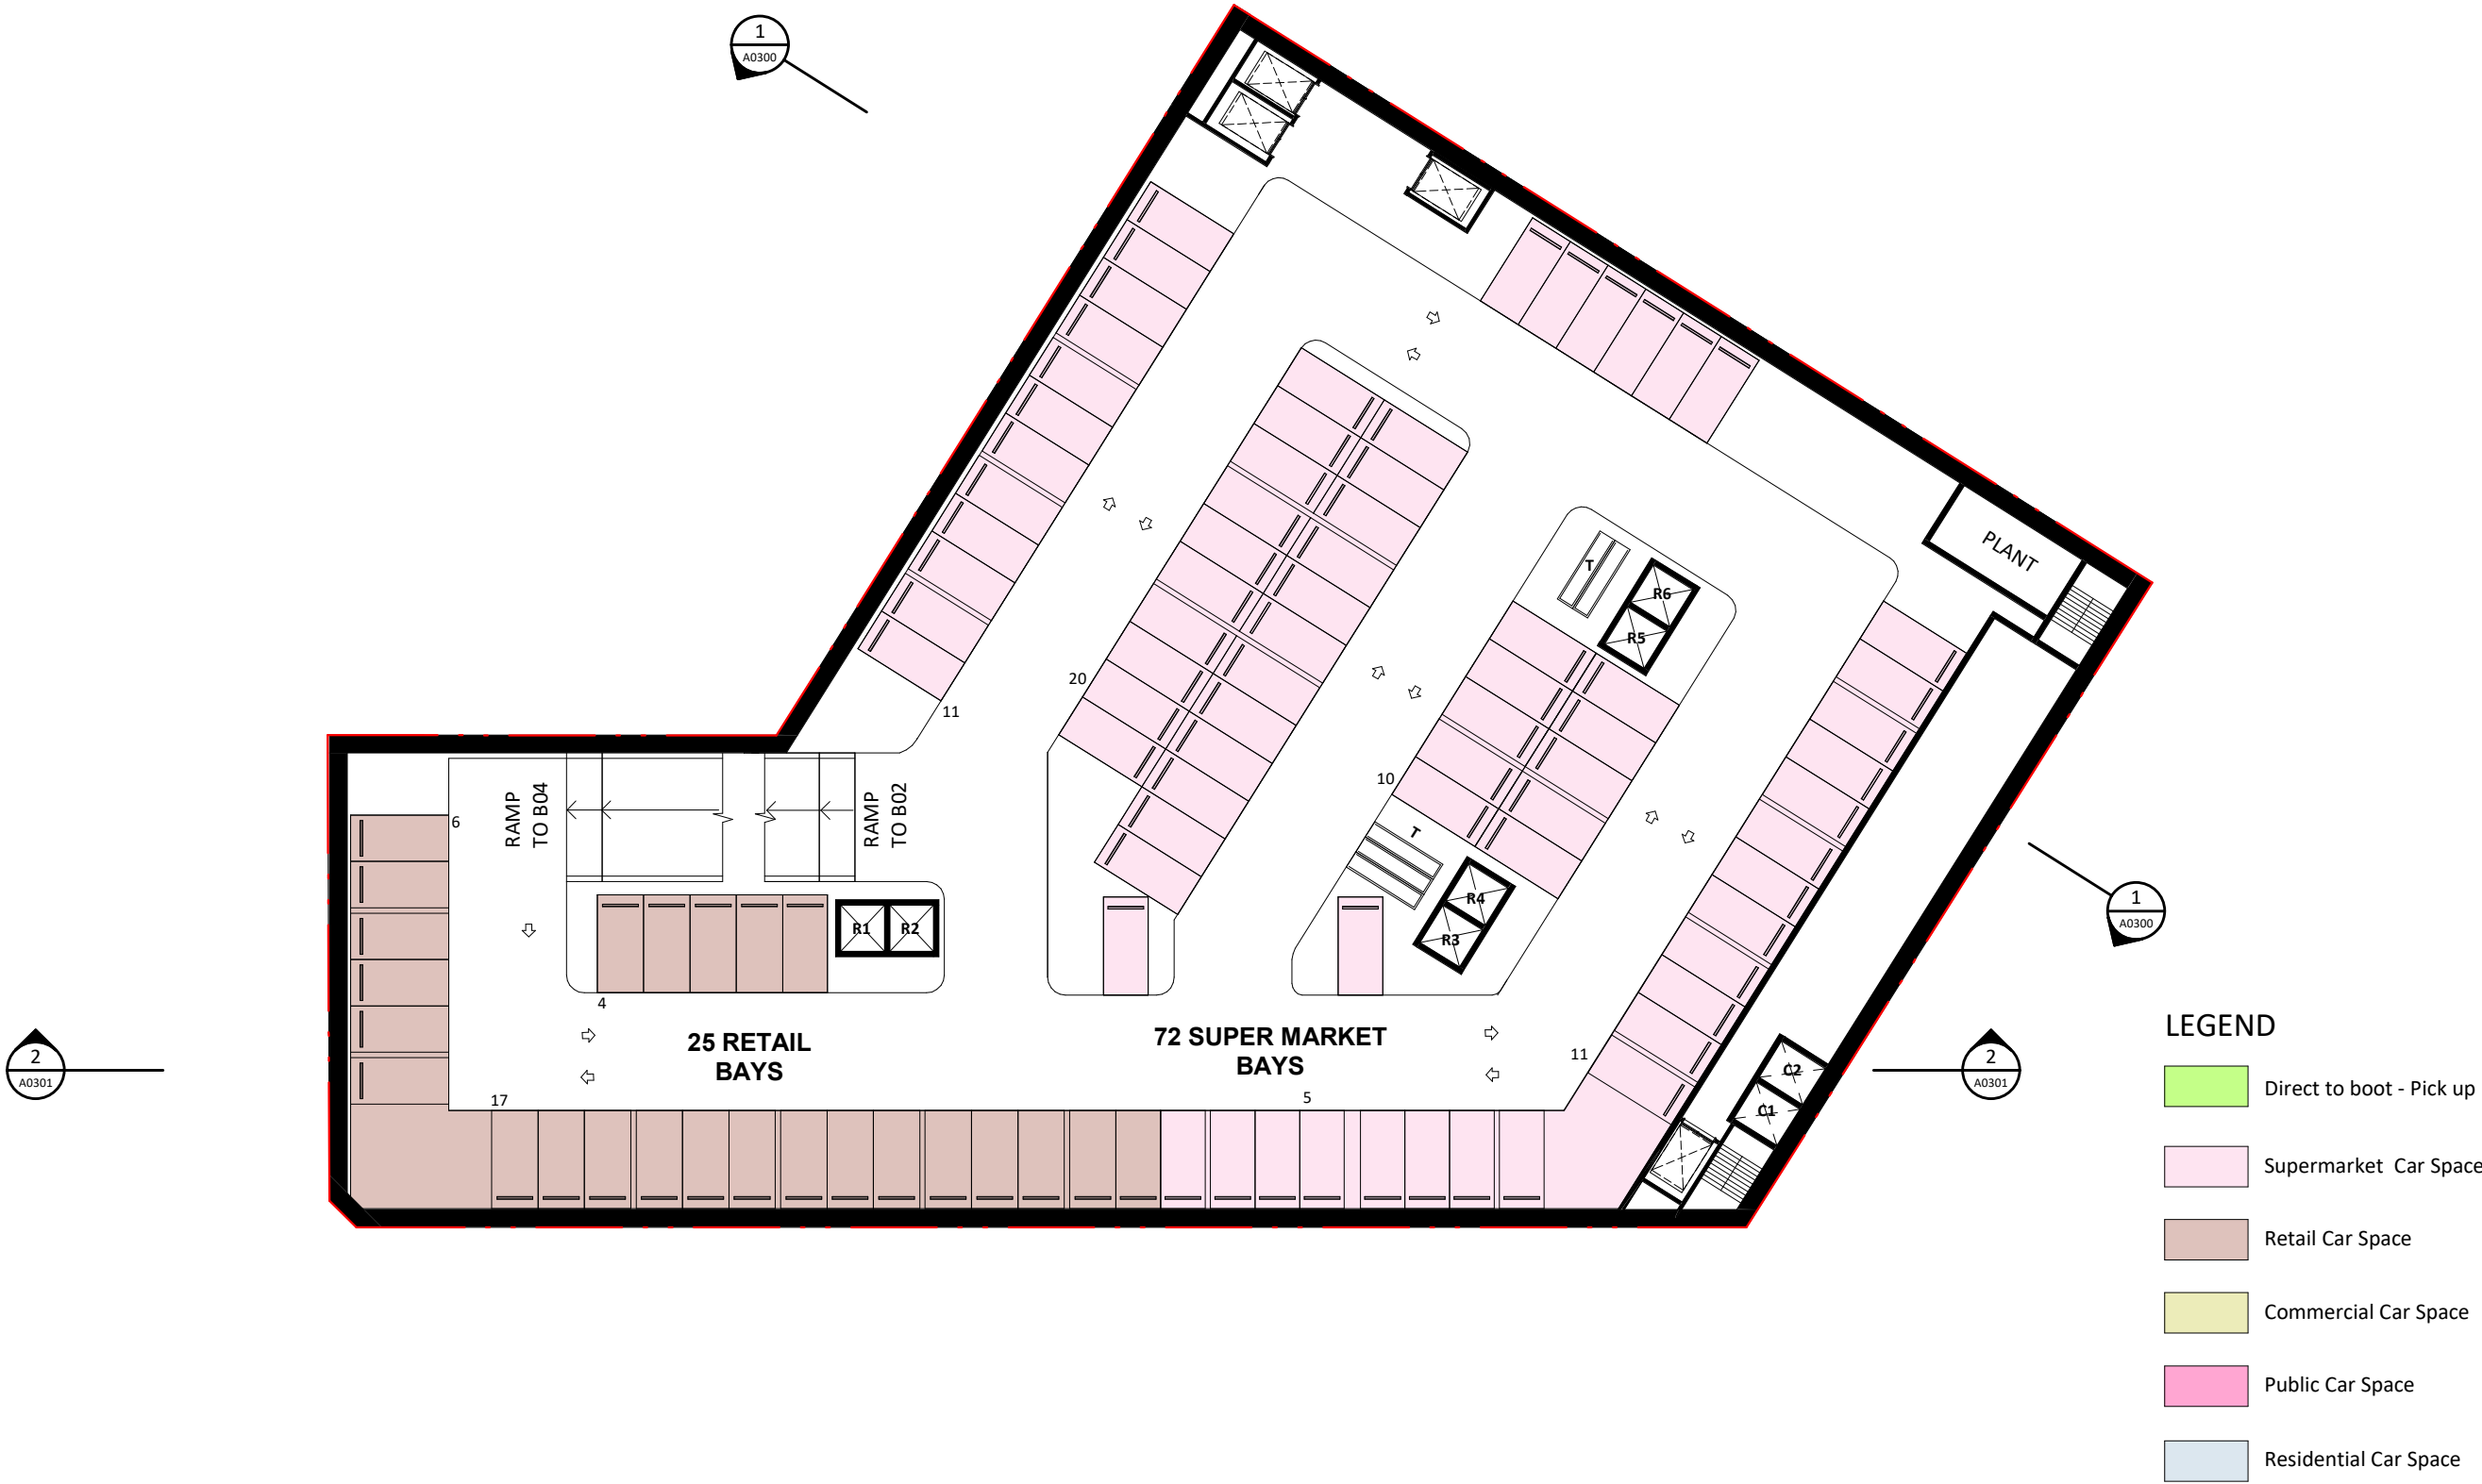 1
A0300
PLANT
T
R6
R5
20
11
10
RAMP
TO B04
RAMP
TO B02
6
T
R4
R3
R1
R2
4
25 RETAIL
BAYS
72 SUPER MARKET
BAYS
17
5
11
C2
C1
1
A0300
2
A0301
2
A0301
LEGEND
Direct to boot - Pick up
Supermarket Car Space
Retail Car Space
Commercial Car Space
Public Car Space
Residential Car Space